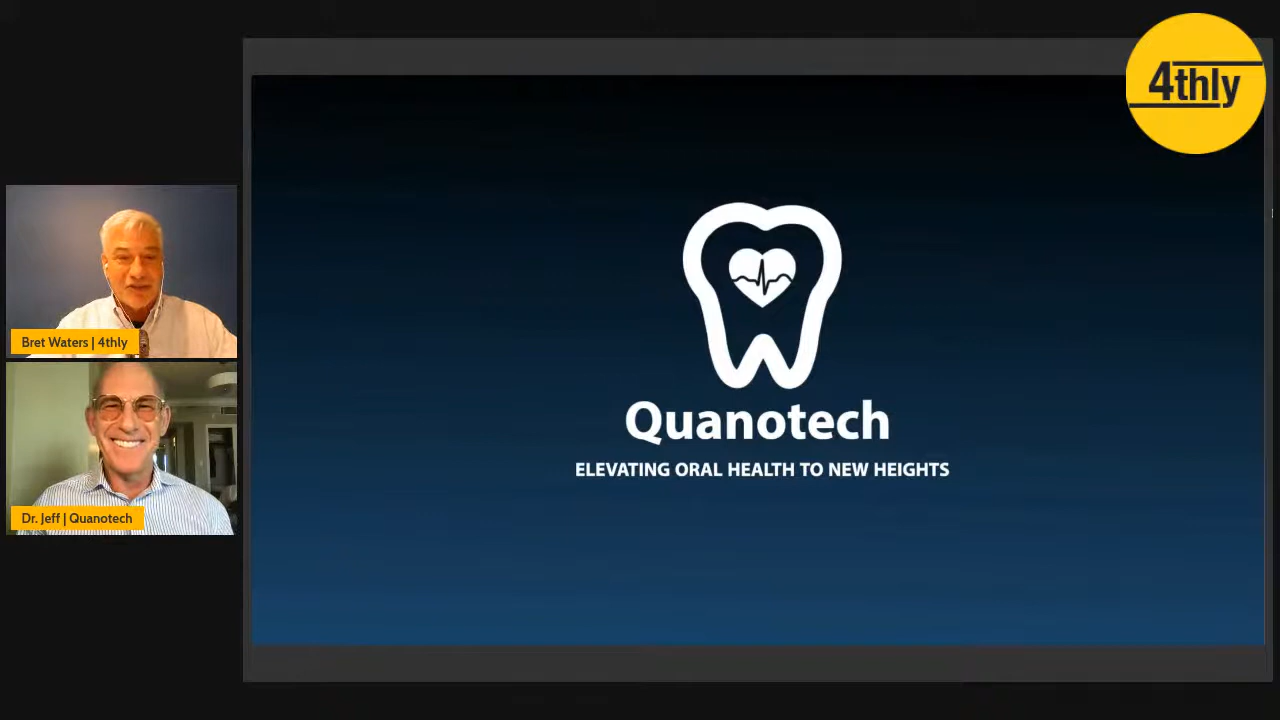 4thly
Bret Waters | 4thly
Dr. Jeff | Quanotech
Quanotech
ELEVATING ORAL HEALTH TO NEW HEIGHTS